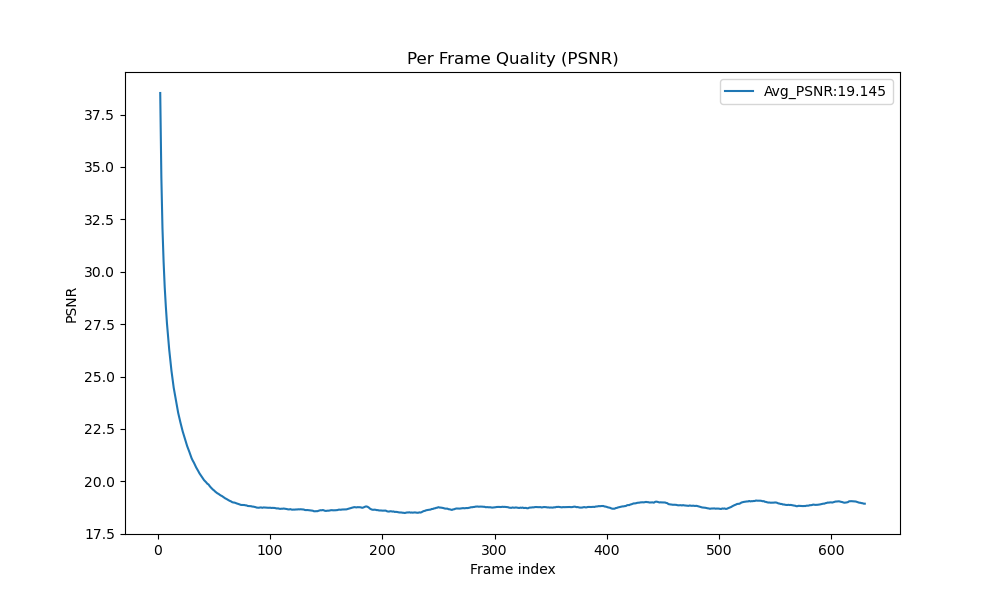 Per Frame Quality (PSNR)
Avg_PSNR:19.145
37.5
35.0
32.5
30.0
27.5
25.0
22.5
20.0
17.5
PSNR
0 100 200 300 400 500 600
Frame index